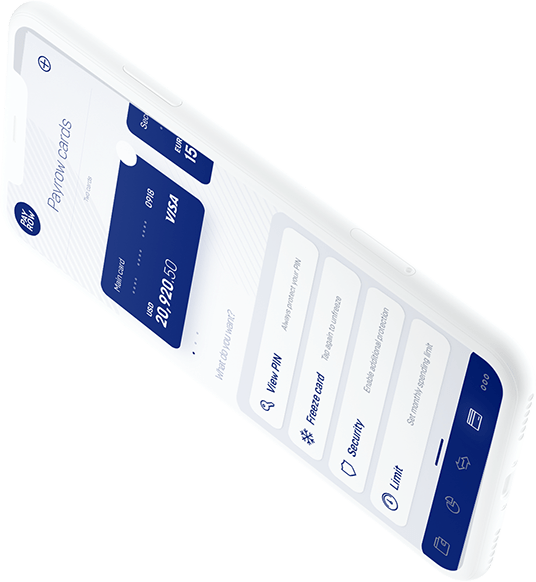 PAY
ROW
Payrow cards
Two cards
Main card
0918
USD
20,920.50
VISA
Sec
EUR
15
What do you want?
View PIN
Always protect your PIN
Freeze card
Tap again to unfreeze
Security
Enable additional protection
Limit
Set monthly spending limit